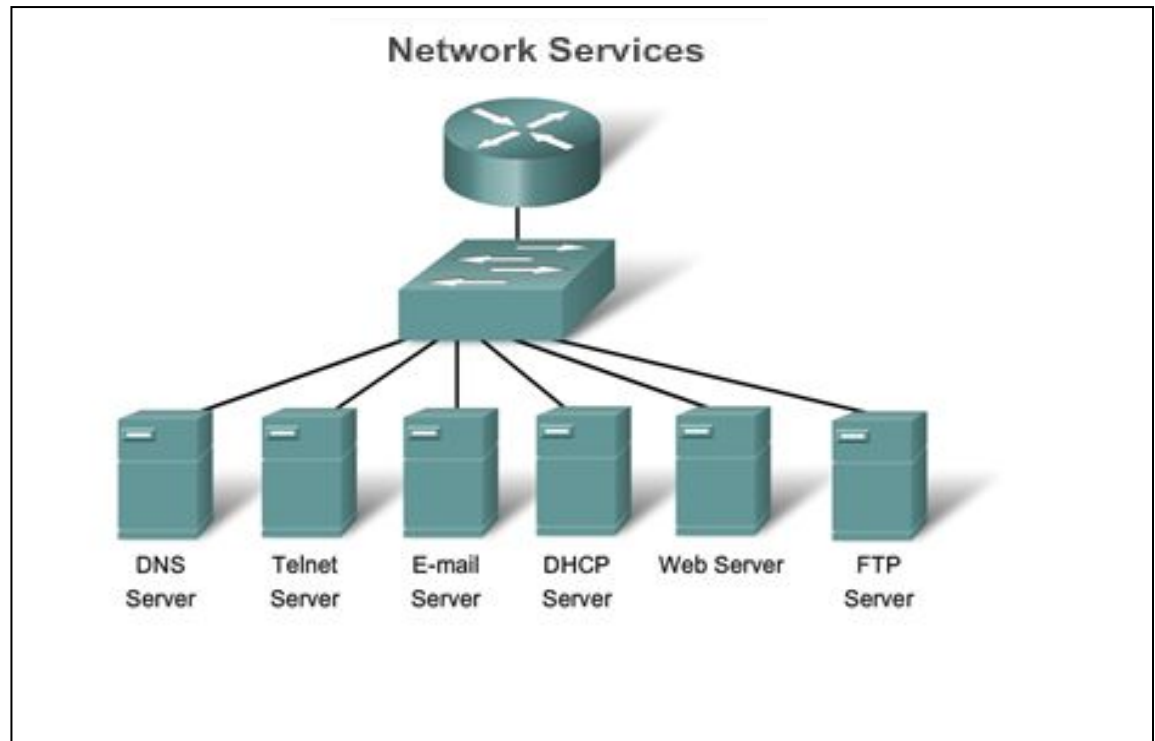 Network Services
DNS
Server
Telnet
Server
E-mail
Server
DHCP
Server
Web Server
FTP
Server